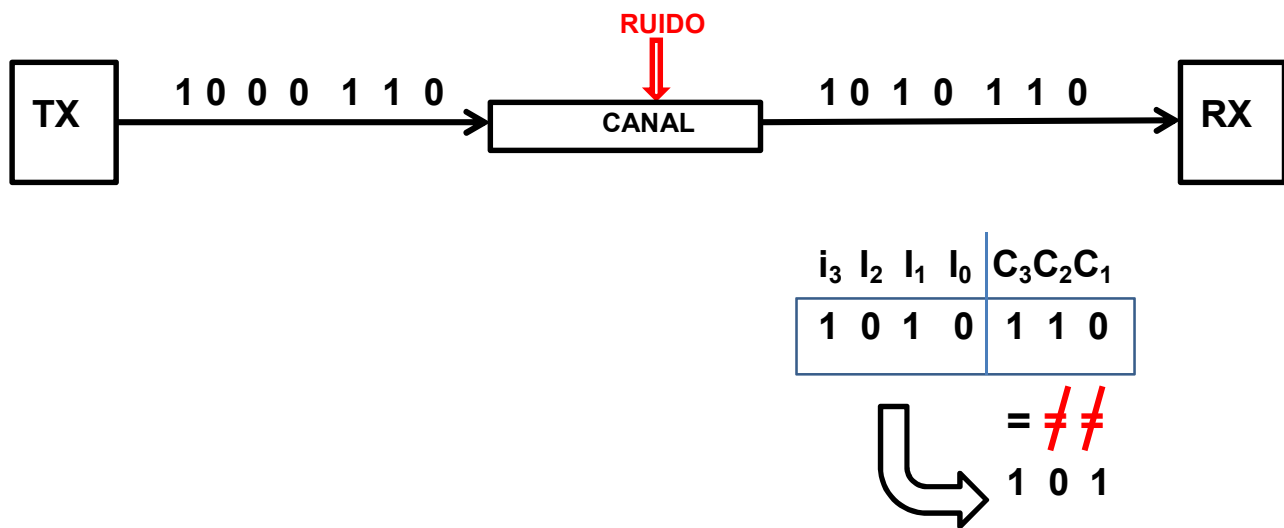 RUIDO
TX
1 0 0 0 1 1 0
CANAL
1 0 1 0 1 1 0
RX
i₃ I₂ I₁ I₀ C₃C₂C₁
1 0 1 0 1 1 0
= ≠ ≠
1 0 1